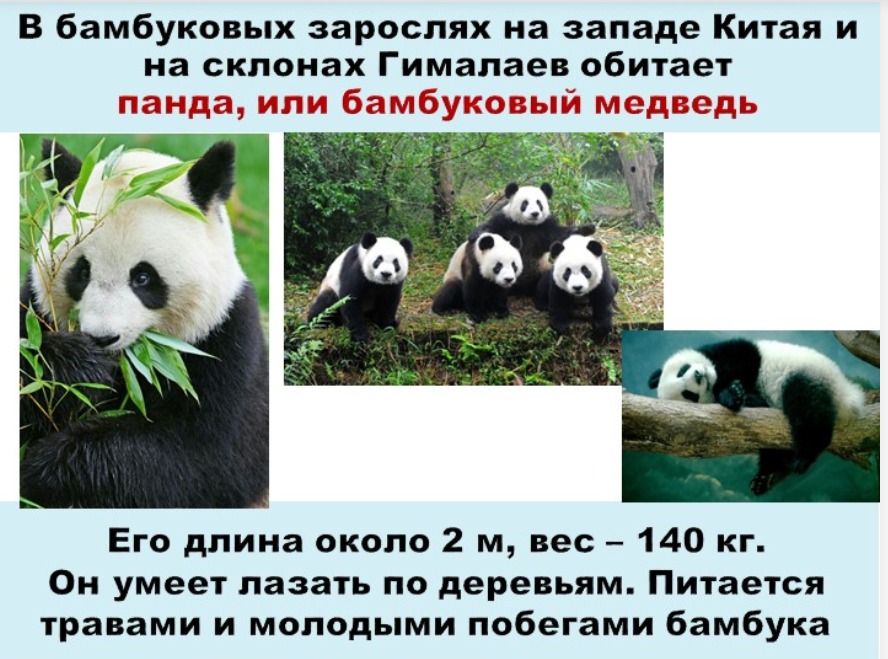 В бамбуковых зарослях на западе Китая и
на склонах Гималаев обитает
панда, или бамбуковый медведь
Его длина около 2 м, вес – 140 кг.
Он умеет лазать по деревьям. Питается
травами и молодыми побегами бамбука